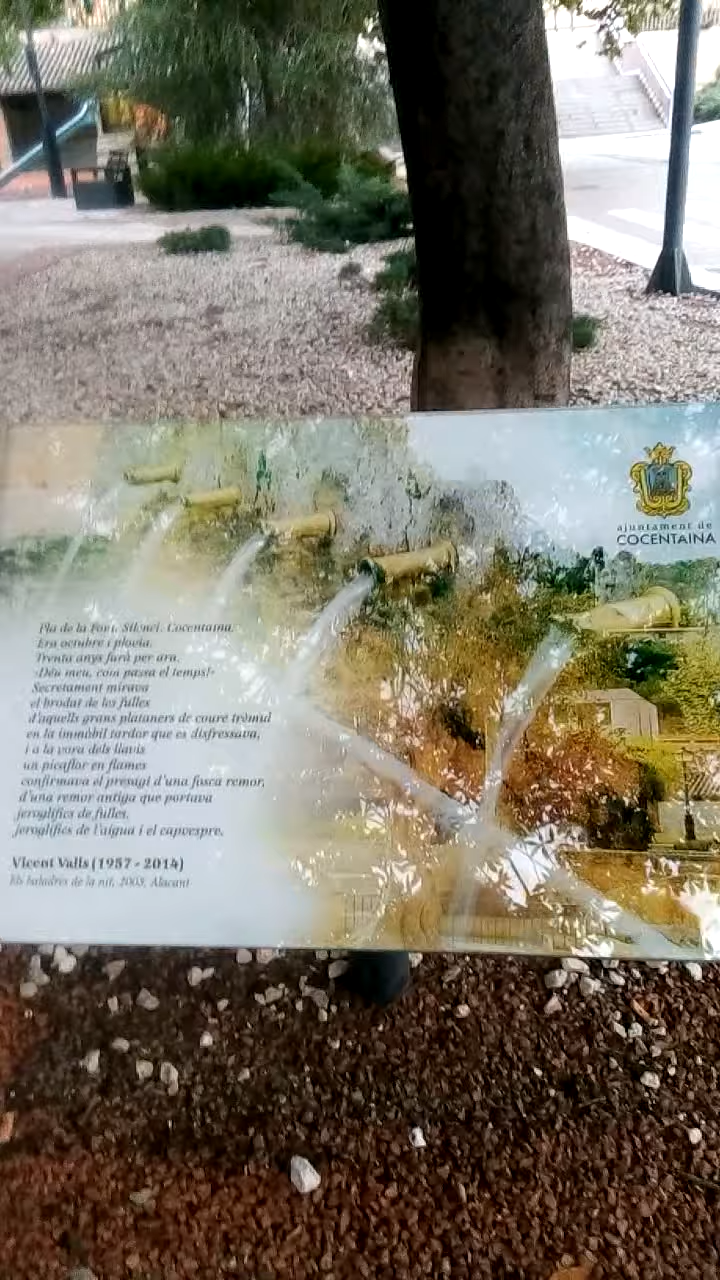 ajuntament de
COCENTAINA
Pla de la Font. Silenci. Cocentaina.
Era octubre i plovia.
Trenta anys farà per ara.
«Déu meu, com passa el temps!»
Secretament mirava
el brodat de les fulles
d'aquells grans plataners de coure trèmul
en la immòbil tardor que es disfressava,
i a la vora dels llavis
un picaflor en flames
confirmava el presagi d'una fosca remor,
d'una remor antiga que portava
jeroglífics de fulles,
jeroglífics de l'aigua i el capvespre.
Vicent Valls (1957 - 2014)
Els baladres de la nit, 2003, Alacant